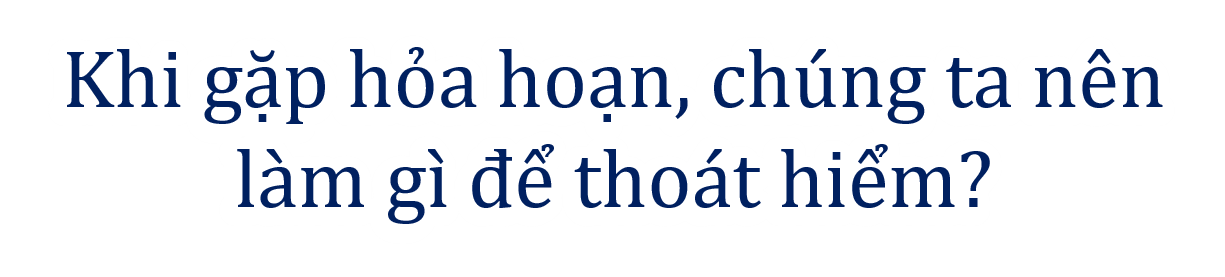 Khi gặp hỏa hoạn, chúng ta nên
làm gì để thoát hiểm?